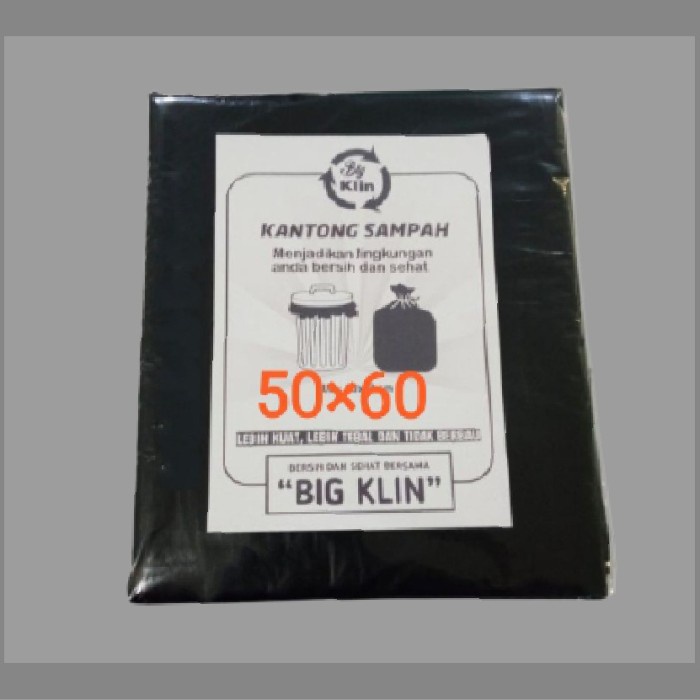 Big
Klin
KANTONG SAMPAH
Menjadikan lingkungan
anda bersih dan sehat
50×60
LEBIH KUAT, LEBIH TEBAL DAN TIDAK BERBAU
BERSIH DAN SEHAT BERSAMA
“BIG KLIN”